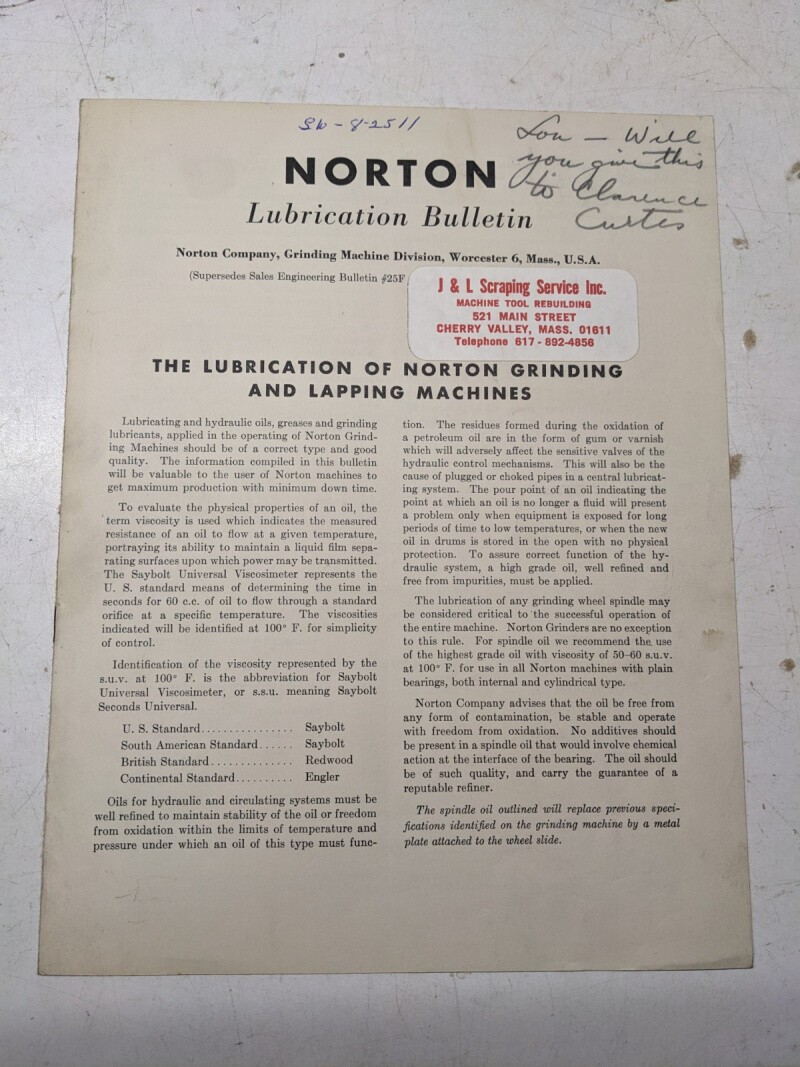 Sb-8-2511
Lou — Will
you give this
to Clarence
Curtis
NORTON
Lubrication Bulletin
Norton Company, Grinding Machine Division, Worcester 6, Mass., U.S.A.
(Supersedes Sales Engineering Bulletin #25F
J & L Scraping Service Inc.
MACHINE TOOL REBUILDING
521 MAIN STREET
CHERRY VALLEY, MASS. 01611
Telephone 617 - 892-4856
THE LUBRICATION OF NORTON GRINDING
AND LAPPING MACHINES
Lubricating and hydraulic oils, greases and grinding
lubricants, applied in the operating of Norton Grind-
ing Machines should be of a correct type and good
quality. The information compiled in this bulletin
will be valuable to the user of Norton machines to
get maximum production with minimum down time.
To evaluate the physical properties of an oil, the
term viscosity is used which indicates the measured
resistance of an oil to flow at a given temperature,
portraying its ability to maintain a liquid film sepa-
rating surfaces upon which power may be transmitted.
The Saybolt Universal Viscosimeter represents the
U. S. standard means of determining the time in
seconds for 60 c.c. of oil to flow through a standard
orifice at a specific temperature. The viscosities
indicated will be identified at 100° F. for simplicity
of control.
Identification of the viscosity represented by the
s.u.v. at 100° F. is the abbreviation for Saybolt
Universal Viscosimeter, or s.s.u. meaning Saybolt
Seconds Universal.
U. S. Standard............... Saybolt
South American Standard...... Saybolt
British Standard............. Redwood
Continental Standard.......... Engler
Oils for hydraulic and circulating systems must be
well refined to maintain stability of the oil or freedom
from oxidation within the limits of temperature and
pressure under which an oil of this type must func-
tion. The residues formed during the oxidation of
a petroleum oil are in the form of gum or varnish
which will adversely affect the sensitive valves of the
hydraulic control mechanisms. This will also be the
cause of plugged or choked pipes in a central lubricat-
ing system. The pour point of an oil indicating the
point at which an oil is no longer a fluid will present
a problem only when equipment is exposed for long
periods of time to low temperatures, or when the new
oil in drums is stored in the open with no physical
protection. To assure correct function of the hy-
draulic system, a high grade oil, well refined and
free from impurities, must be applied.
The lubrication of any grinding wheel spindle may
be considered critical to the successful operation of
the entire machine. Norton Grinders are no exception
to this rule. For spindle oil we recommend the use
of the highest grade oil with viscosity of 50-60 s.u.v.
at 100° F. for use in all Norton machines with plain
bearings, both internal and cylindrical type.
Norton Company advises that the oil be free from
any form of contamination, be stable and operate
with freedom from oxidation. No additives should
be present in a spindle oil that would involve chemical
action at the interface of the bearing. The oil should
be of such quality, and carry the guarantee of a
reputable refiner.
The spindle oil outlined will replace previous speci-
fications identified on the grinding machine by a metal
plate attached to the wheel slide.